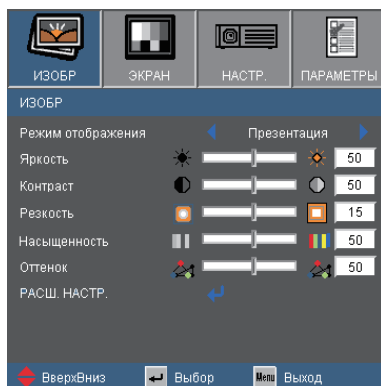 ИЗОБР ЭКРАН НАСТР. ПАРАМЕТРЫ
ИЗОБР
Режим отображения Презентация
Яркость 50
Контраст 50
Резкость 15
Насыщенность 50
Оттенок 50
РАСШ. НАСТР.
ВверхВниз Выбор Menu Выход